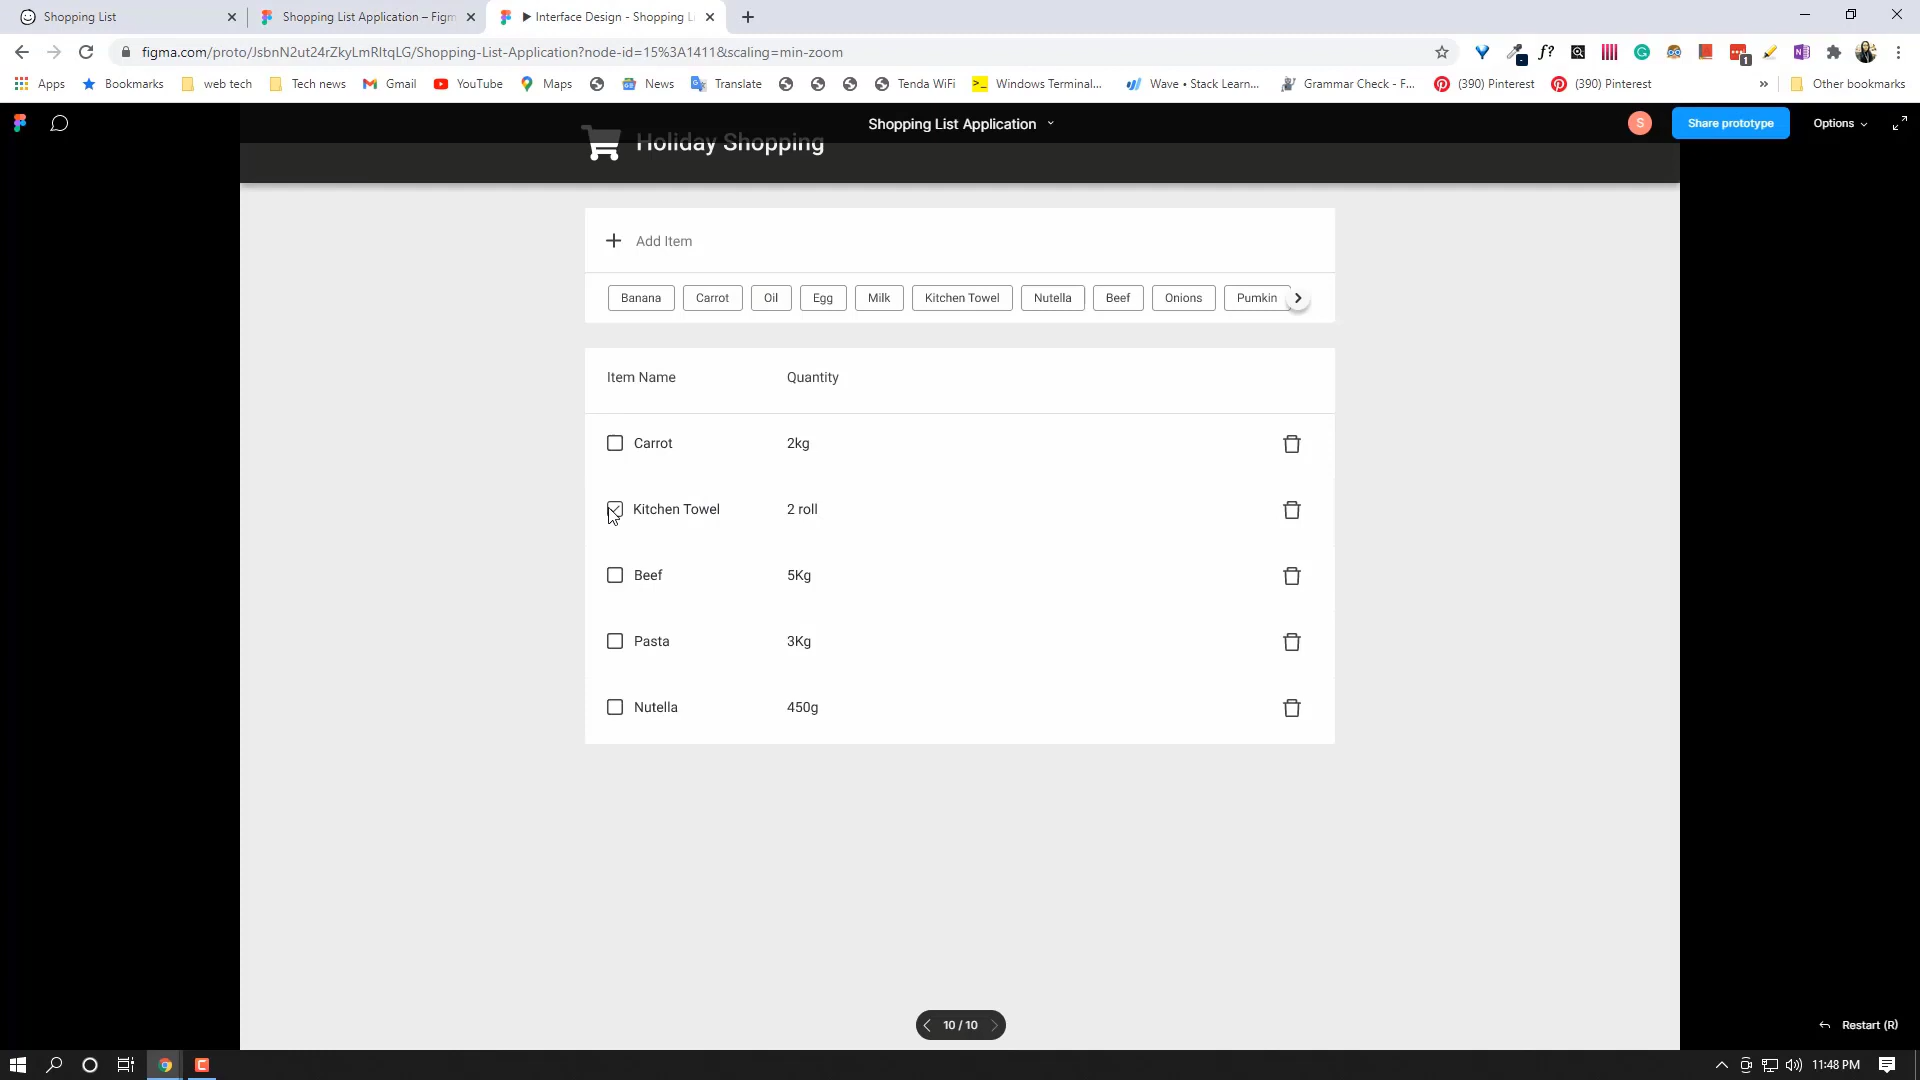 Shopping List
Shopping List Application – Figm
Interface Design - Shopping Li
figma.com/proto/JsbnN2ut24rZkyLmRltqLG/Shopping-List-Application?node-id=15%3A1411&scaling=min-zoom
f?
1
Apps Bookmarks web tech Tech news Gmail YouTube Maps News Translate Tenda WiFi Windows Terminal... Wave • Stack Learn... Grammar Check - F... (390) Pinterest (390) Pinterest » Other bookmarks
Shopping List Application
S
Share prototype
Options
Holiday Shopping
Add Item
Banana Carrot Oil Egg Milk Kitchen Towel Nutella Beef Onions Pumkin
Item Name Quantity
Carrot 2kg
Kitchen Towel 2 roll
Beef 5Kg
Pasta 3Kg
Nutella 450g
10 / 10
Restart (R)
11:48 PM